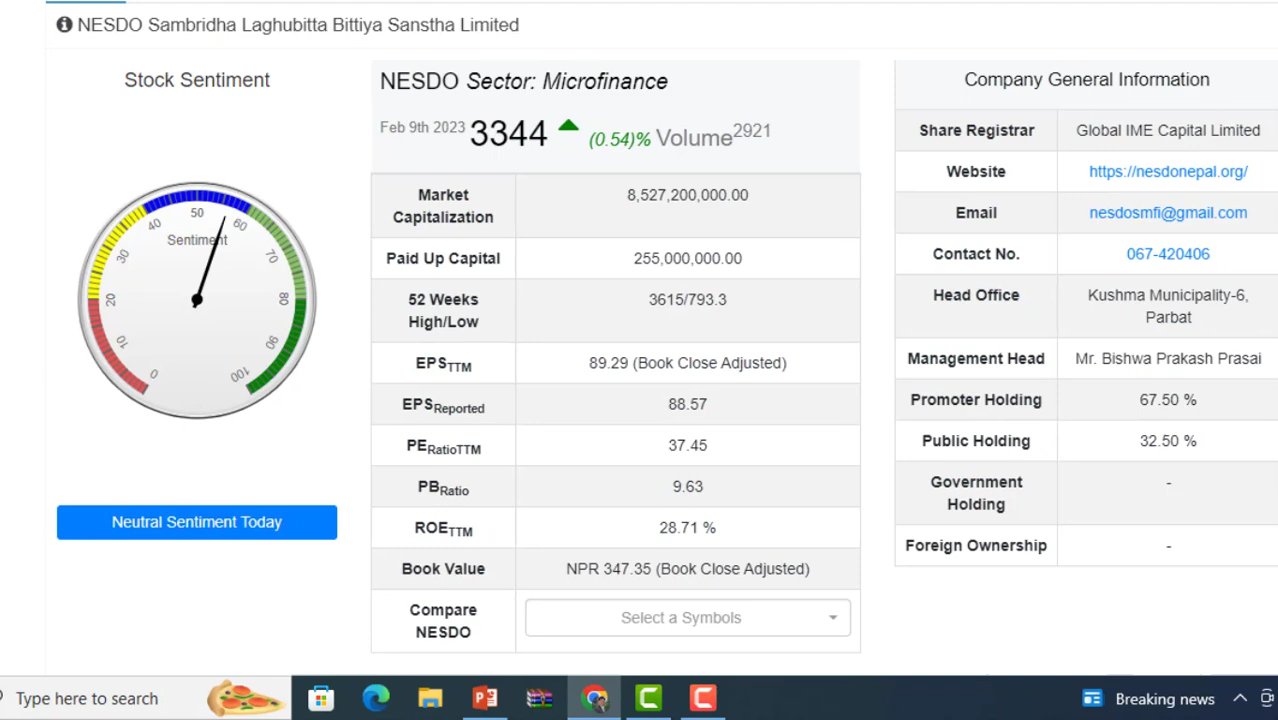 NESDO Sambridha Laghubitta Bittiya Sanstha Limited
Stock Sentiment
0
10
20
30
40
50
60
70
80
90
100
Sentiment
Neutral Sentiment Today
NESDO Sector: Microfinance
Feb 9th 2023 3344 (0.54)% Volume2921
Market Capitalization 8,527,200,000.00
Paid Up Capital 255,000,000.00
52 Weeks High/Low 3615/793.3
EPSTTM 89.29 (Book Close Adjusted)
EPSReported 88.57
PERatioTTM 37.45
PBRatio 9.63
ROETTM 28.71 %
Book Value NPR 347.35 (Book Close Adjusted)
Compare NESDO Select a Symbols
Company General Information
Share Registrar Global IME Capital Limited
Website https://nesdonepal.org/
Email nesdosmfi@gmail.com
Contact No. 067-420406
Head Office Kushma Municipality-6, Parbat
Management Head Mr. Bishwa Prakash Prasai
Promoter Holding 67.50 %
Public Holding 32.50 %
Government Holding -
Foreign Ownership -
Type here to search
Breaking news